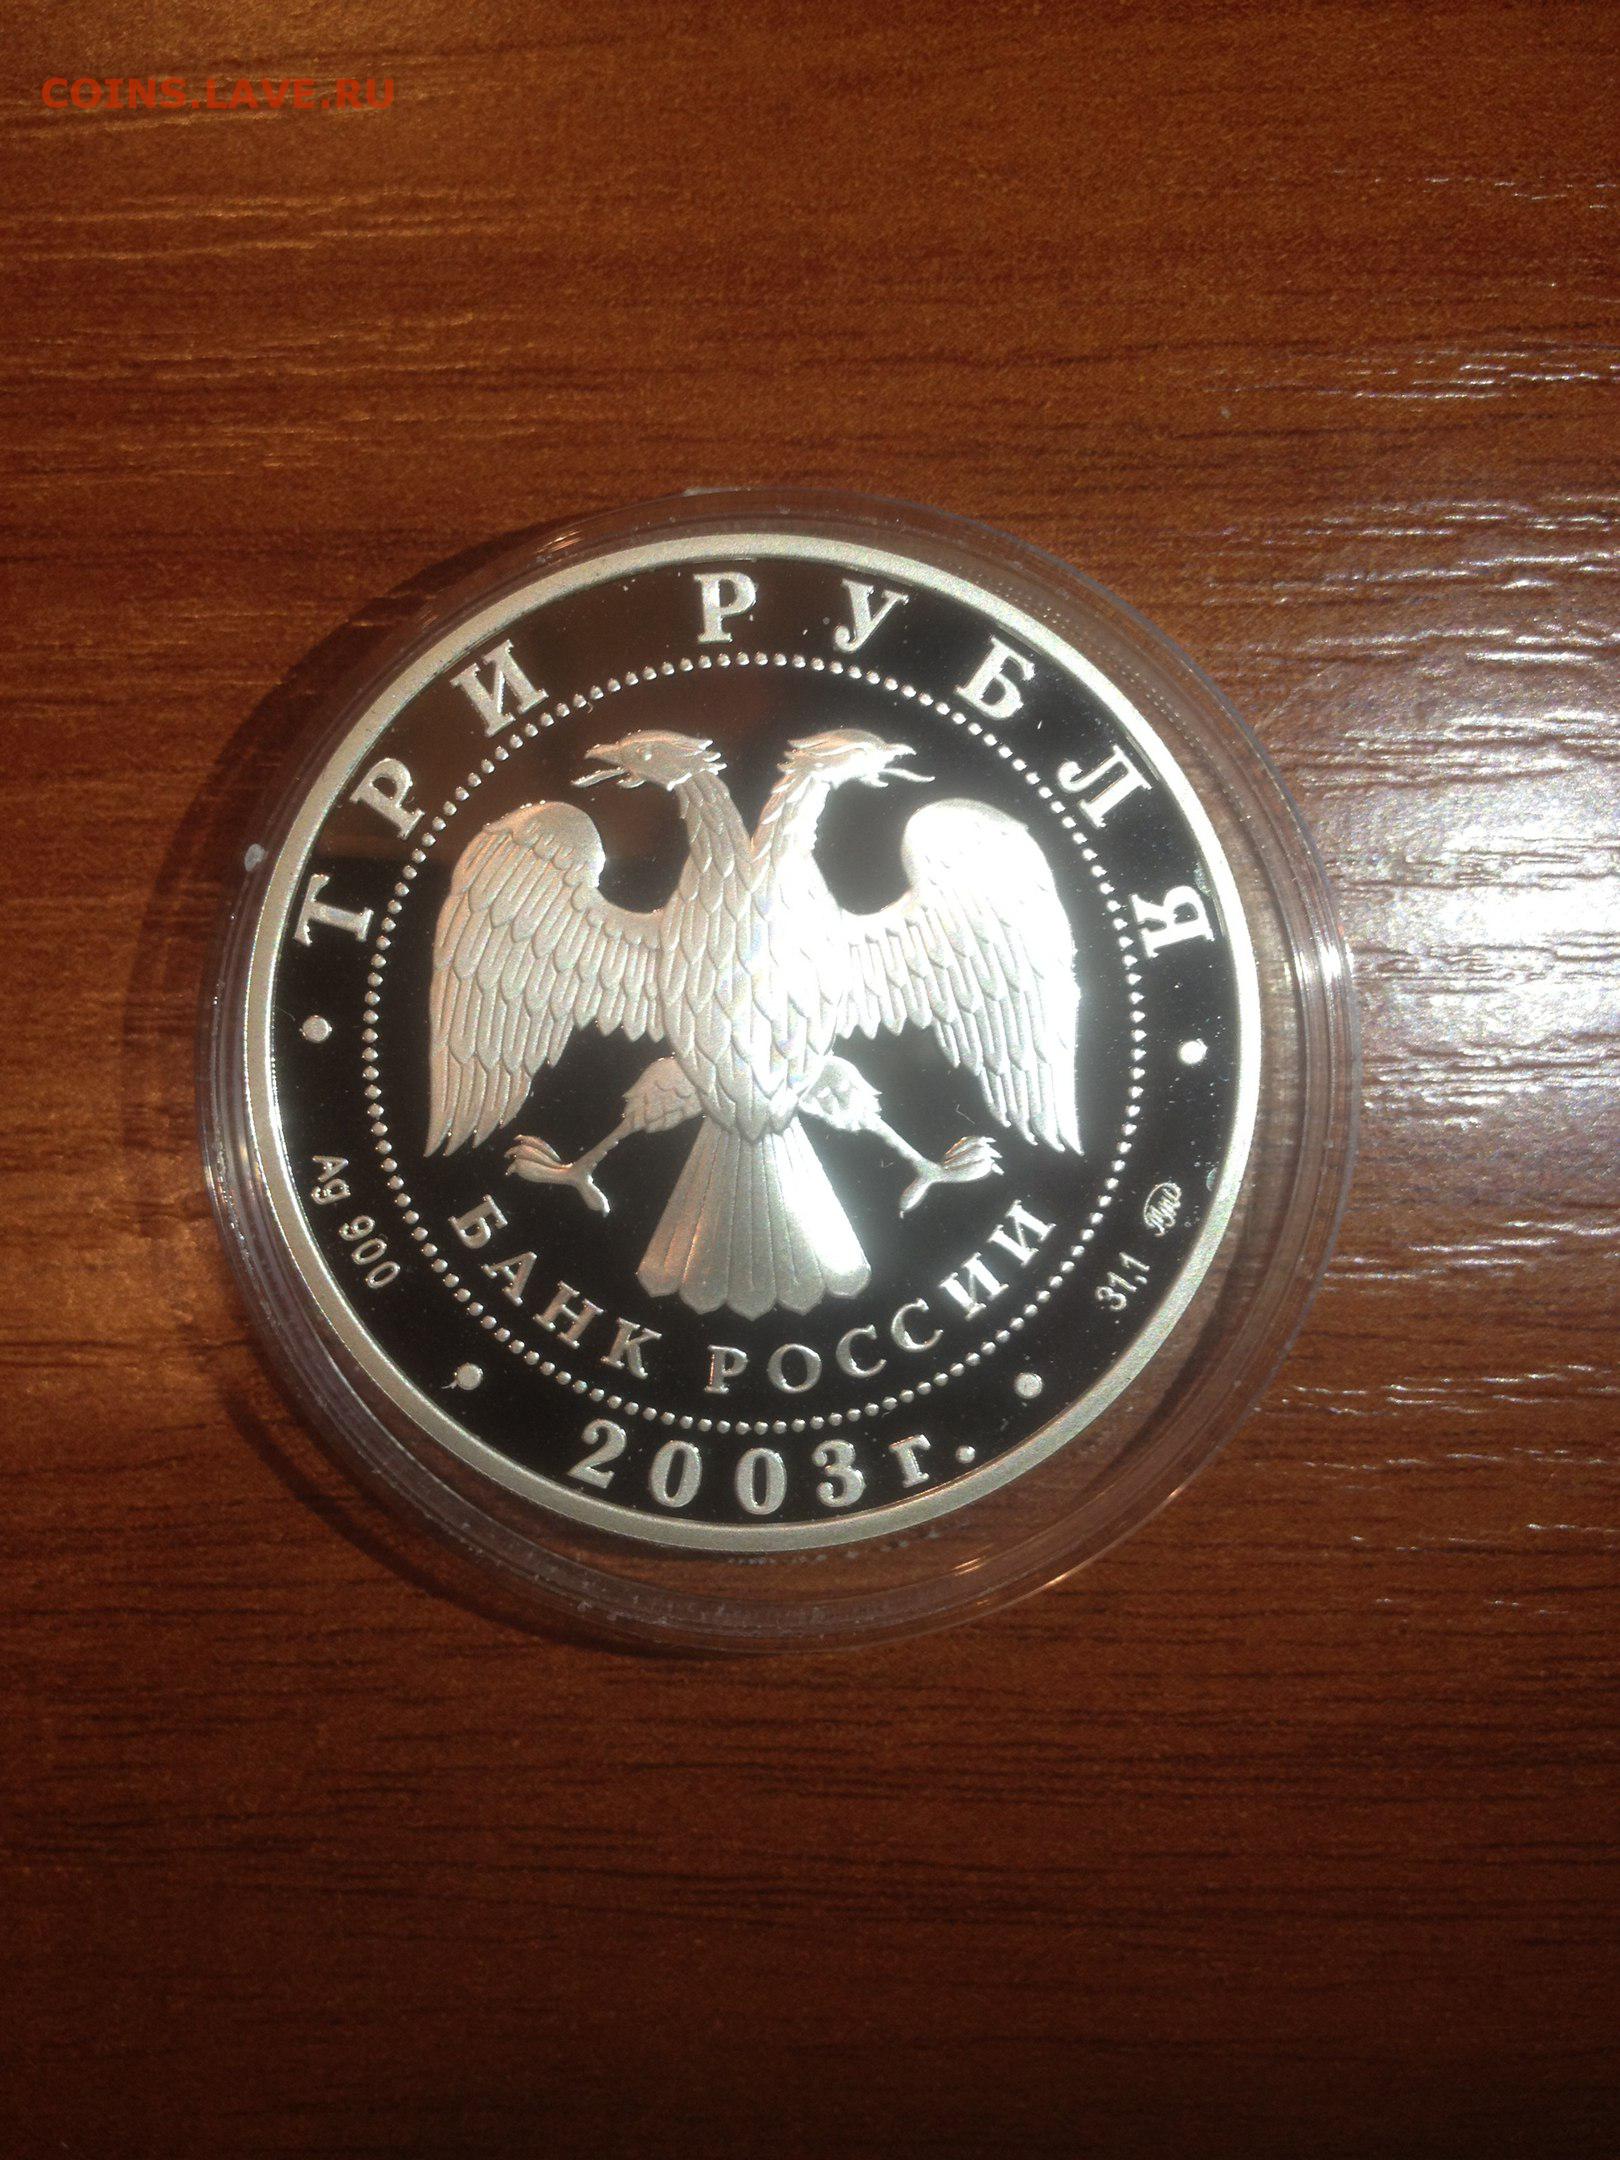 COINS.LAVE.RU
ТРИ РУБЛЯ
Ag 900
31,1
БАНК РОССИИ
2003г.